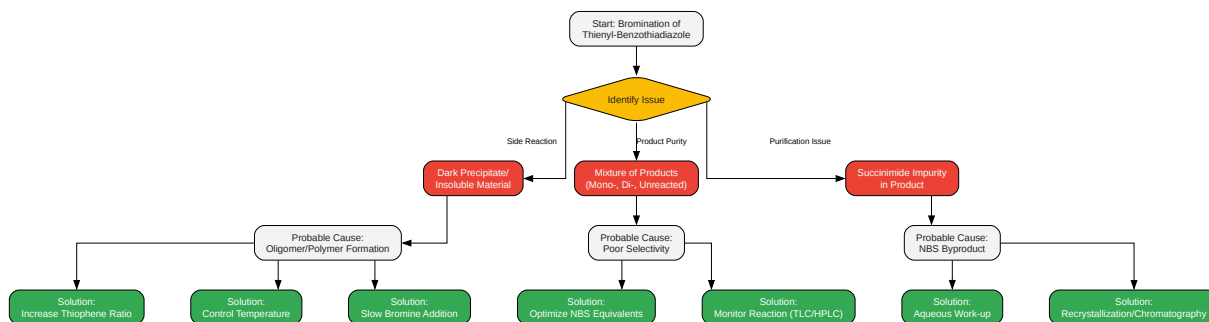 Start: Bromination of
Thienyl-Benzothiadiazole
Identify Issue
Side Reaction
Product Purity
Purification Issue
Dark Precipitate/
Insoluble Material
Mixture of Products
(Mono-, Di-, Unreacted)
Succinimide Impurity
in Product
Probable Cause:
Oligomer/Polymer Formation
Probable Cause:
Poor Selectivity
Probable Cause:
NBS Byproduct
Solution:
Increase Thiophene Ratio
Solution:
Control Temperature
Solution:
Slow Bromine Addition
Solution:
Optimize NBS Equivalents
Solution:
Monitor Reaction (TLC/HPLC)
Solution:
Aqueous Work-up
Solution:
Recrystallization/Chromatography